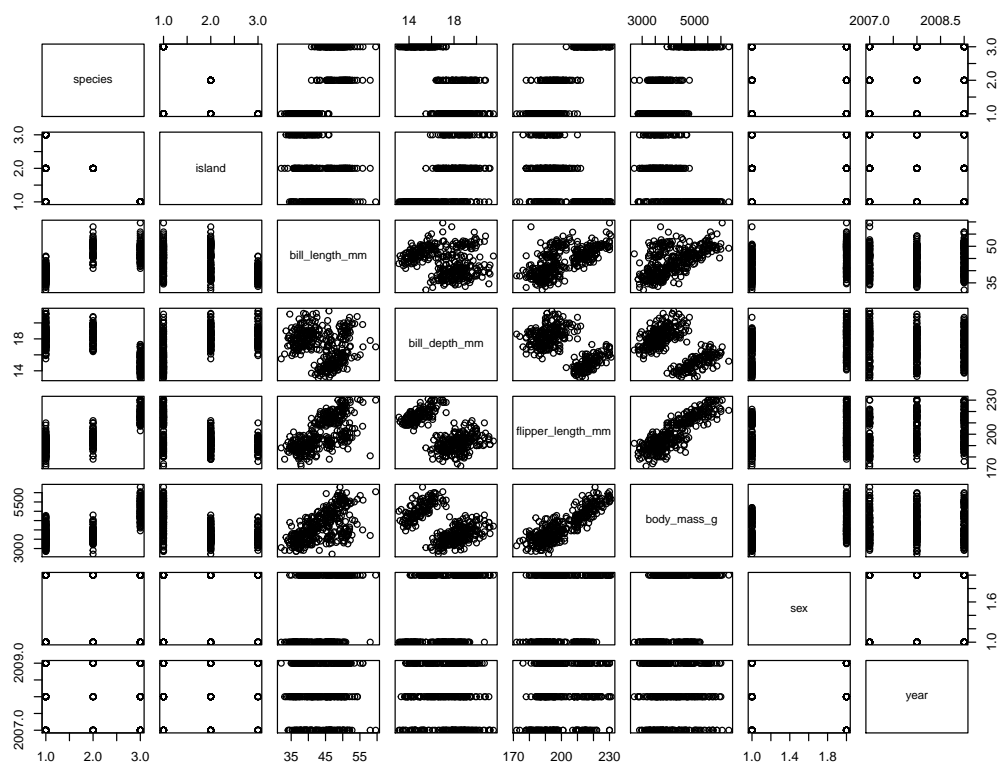 1.0 2.0 3.0 14 18 3000 5000 2007.0 2008.5
species 1.0 2.0 3.0
1.0 2.0 3.0 island
bill_length_mm 35 50
14 18 bill_depth_mm
flipper_length_mm 170 200 230
3000 5500 body_mass_g
sex 1.0 1.6
2007.0 2009.0 year
1.0 2.0 3.0 35 45 55 170 200 230 1.0 1.4 1.8